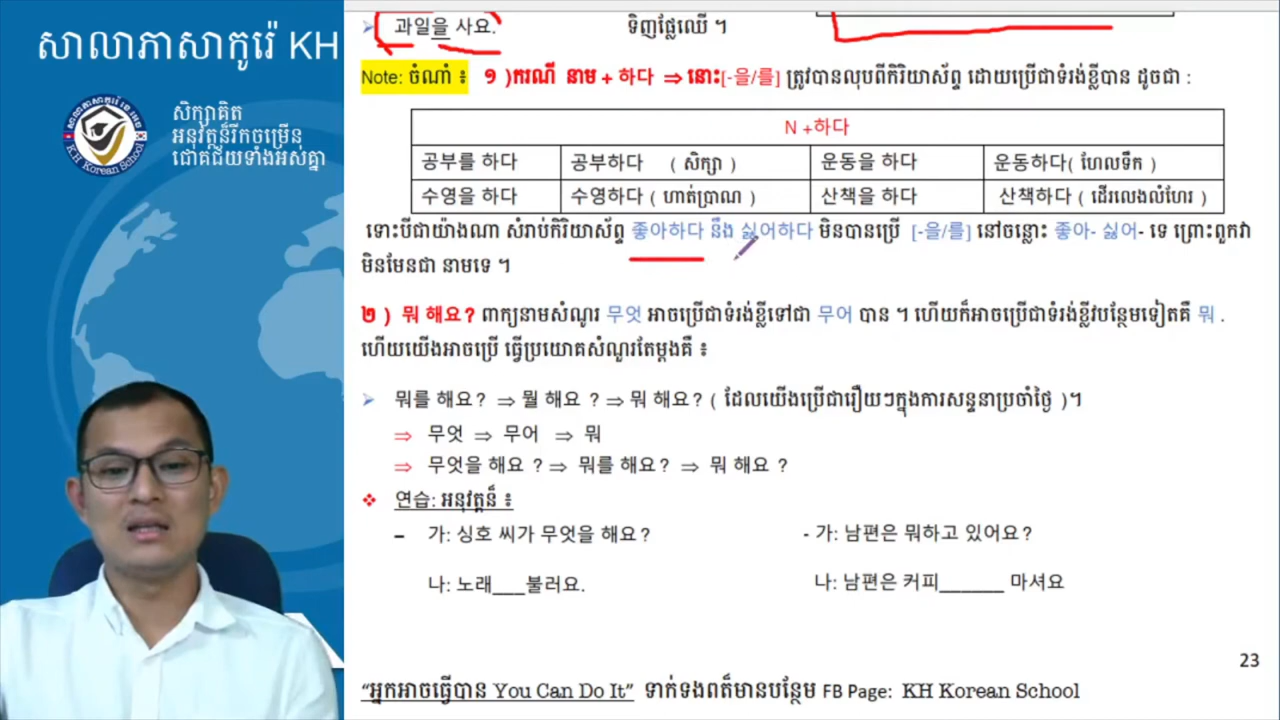 សាលាភាសាកូរ៉េ KH
សិក្សាគិត
អនុវត្តន៏រីកចម្រើន
ជោគជ័យទាំងអស់គ្នា
KH Korean School
➢ 과일을 사요. ទិញផ្លែឈើ ។
Note: ចំណាំ ៖ ១ )ករណី នាម + 하다 ⇒ នោះ[-을/를] ត្រូវបានលុបពីកិរិយាស័ព្ទ ដោយប្រើជាទំរង់ខ្លីបាន ដូចជា :
N +하다
공부를 하다 공부하다 ( សិក្សា ) 운동을 하다 운동하다( ហែលទឹក )
수영을 하다 수영하다 ( ហាត់ប្រាណ ) 산책을 하다 산책하다 ( ដើរលេងលំហែរ )
ទោះបីជាយ៉ាងណា សំរាប់កិរិយាស័ព្ទ 좋아하다 នឹង 싫어하다 មិនបានប្រើ [-을/를] នៅចន្លោះ 좋아- 싫어- ទេ ព្រោះពួកវា
មិនមែនជា នាមទេ ។
២ ) 뭐 해요? ពាក្យនាមសំណួរ 무엇 អាចប្រើជាទំរង់ខ្លីទៅជា 무어 បាន ។ ហើយក៏អាចប្រើជាទំរង់ខ្លីវបន្ថែមទៀតគឺ 뭐 .
ហើយយើងអាចប្រើ ធ្វើប្រយោគសំណួរតែម្តងគឺ ៖
➢ 뭐를 해요? ⇒ 뭘 해요 ? ⇒ 뭐 해요? ( ដែលយើងប្រើជារឿយៗក្នុងការសន្ទនាប្រចាំថ្ងៃ )។
⇒ 무엇 ⇒ 무어 ⇒ 뭐
⇒ 무엇을 해요 ? ⇒ 뭐를 해요? ⇒ 뭐 해요 ?
❖ 연습: អនុវត្តន៏ ៖
– 가: 싱호 씨가 무엇을 해요? - 가: 남편은 뭐하고 있어요?
나: 노래___불러요. 나: 남편은 커피______ 마셔요
23
“អ្នកអាចធ្វើបាន You Can Do It” ទាក់ទងពត៏មានបន្ថែម FB Page: KH Korean School